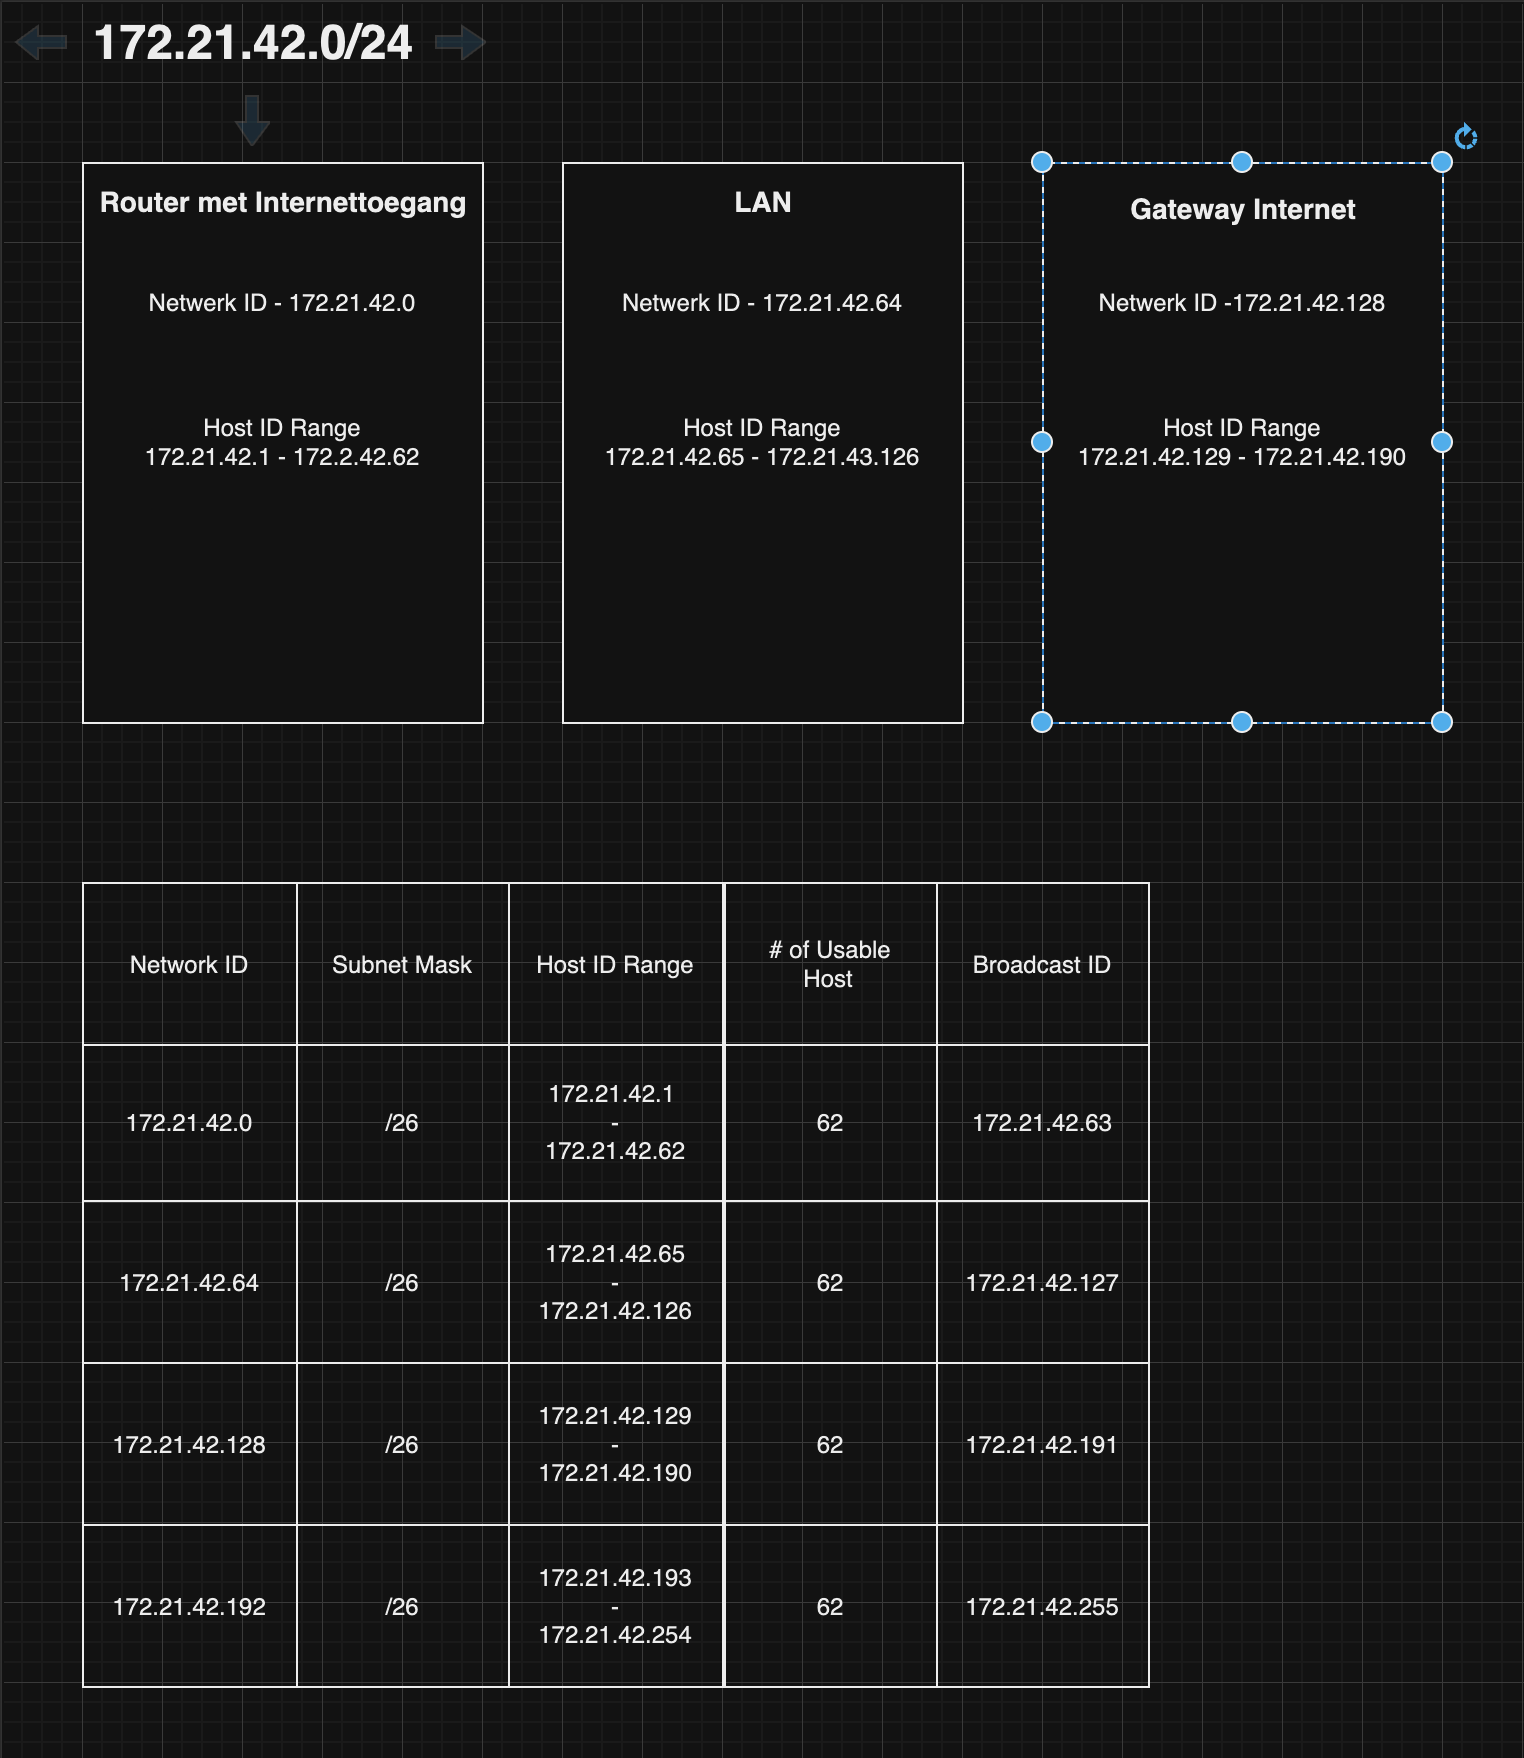 172.21.42.0/24
Router met Internettoegang
Netwerk ID - 172.21.42.0
Host ID Range
172.21.42.1 - 172.2.42.62
LAN
Netwerk ID - 172.21.42.64
Host ID Range
172.21.42.65 - 172.21.43.126
Gateway Internet
Netwerk ID -172.21.42.128
Host ID Range
172.21.42.129 - 172.21.42.190
Network ID
Subnet Mask
Host ID Range
# of Usable
Host
Broadcast ID
172.21.42.0
/26
172.21.42.1
-
172.21.42.62
62
172.21.42.63
172.21.42.64
/26
172.21.42.65
-
172.21.42.126
62
172.21.42.127
172.21.42.128
/26
172.21.42.129
-
172.21.42.190
62
172.21.42.191
172.21.42.192
/26
172.21.42.193
-
172.21.42.254
62
172.21.42.255